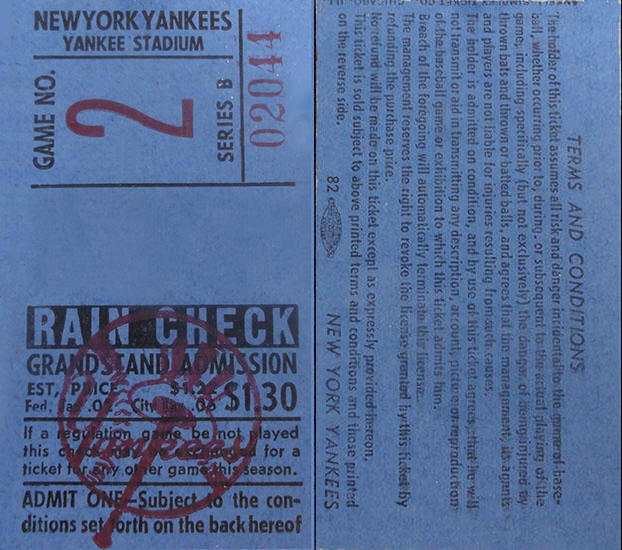 NEW YORK YANKEES
YANKEE STADIUM
GAME NO.
2
SERIES B
02044
RAIN CHECK
GRANDSTAND ADMISSION
EST. PRICE $1.22
Fed. Tax .02 City Tax .06 $1.30
If a regulation game be not played
this check may be exchanged for a
ticket for any other game this season.
ADMIT ONE—Subject to the con-
ditions set forth on the back hereof
Yankees
TERMS AND CONDITIONS
The holder of this ticket assumes all risk and danger incidental to the game of base-
ball, whether occurring prior to, during, or subsequent to the actual playing of the
game, including specifically (but not exclusively) the danger of being injured by
thrown bats and thrown or batted balls, and agrees that the management, its agents
and players are not liable for injuries resulting from such causes.
The holder is admitted on condition, and by use of this ticket agrees, that he will
not transmit or aid in transmitting any description, account, picture or reproduction
of the baseball game or exhibition to which this ticket admits him.
Breach of the foregoing will automatically terminate this license.
The management reserves the right to revoke the license granted by this ticket by
refunding the purchase price.
No refund will be made on this ticket except as expressly provided hereon.
This ticket is sold subject to above printed terms and conditions and those printed
on the reverse side.
82 NEW YORK YANKEES